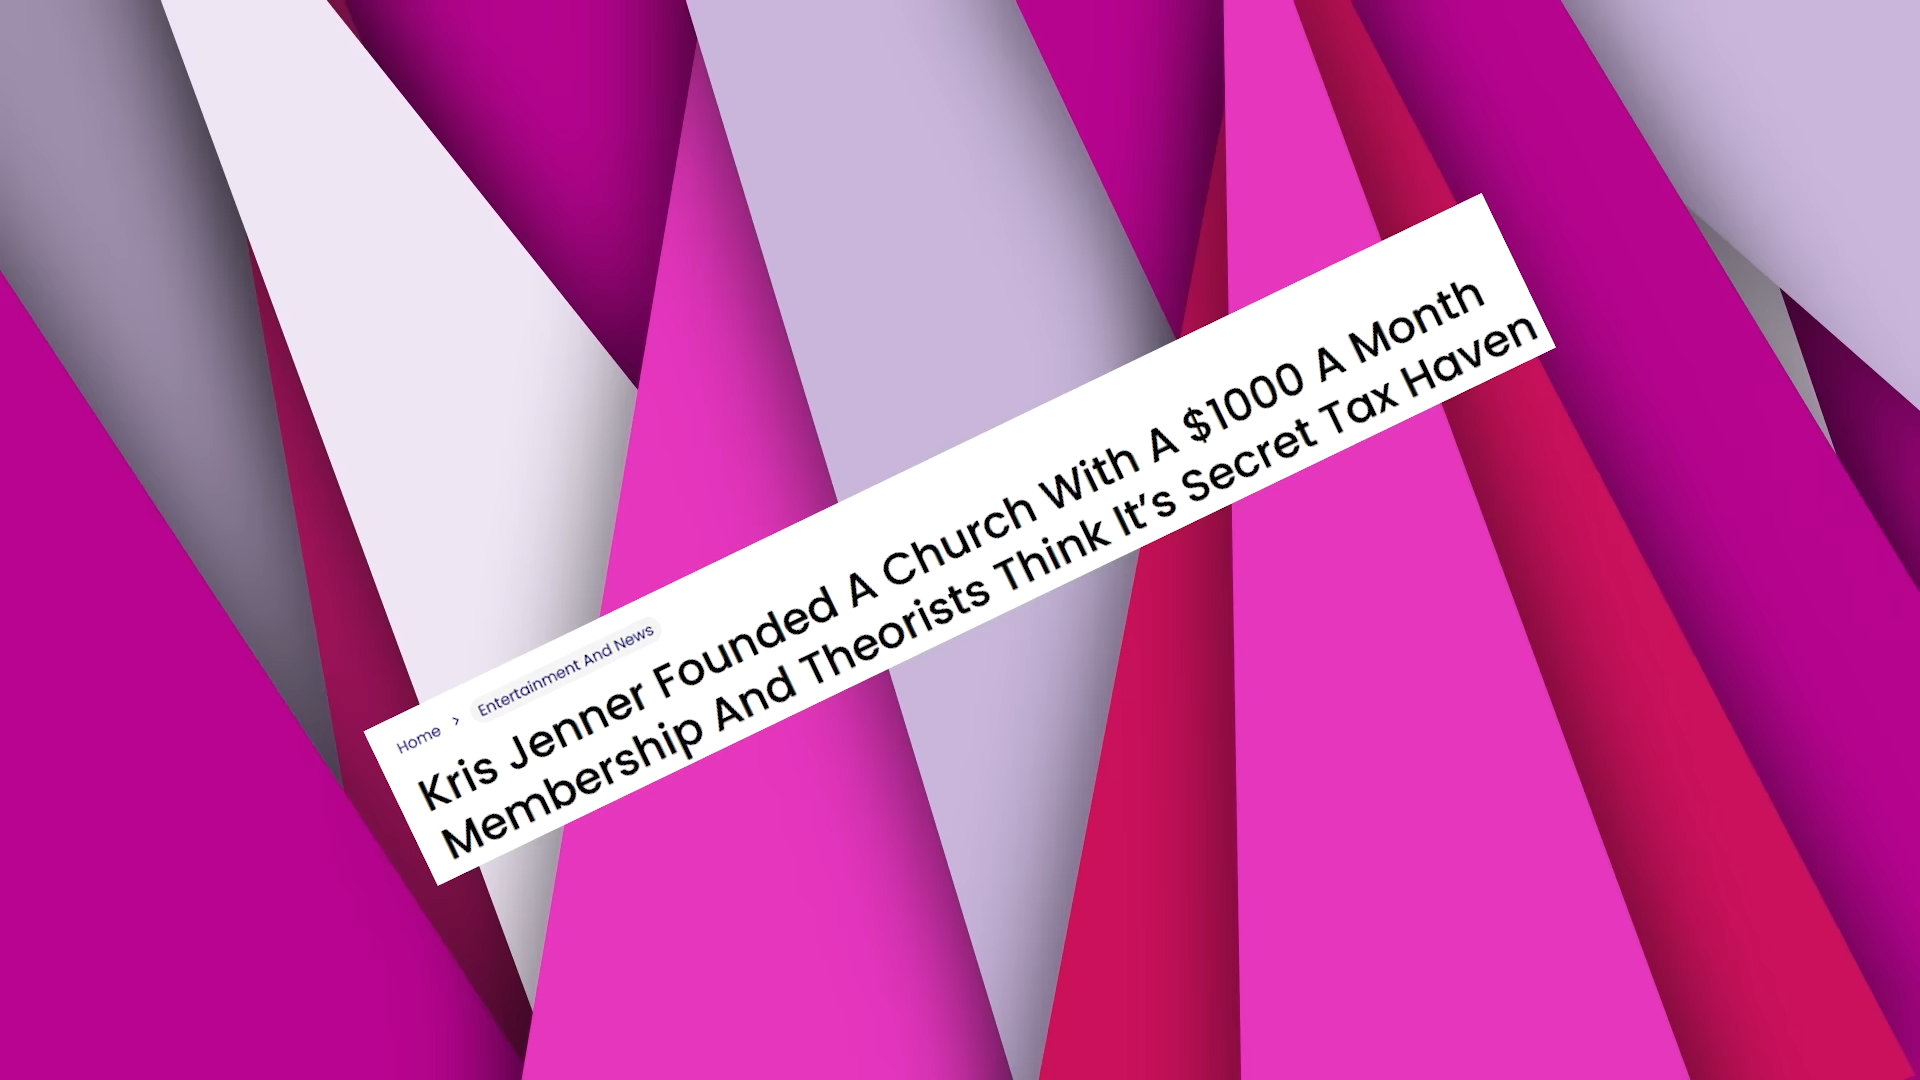 Home > Entertainment And News
Kris Jenner Founded A Church With A $1000 A Month
Membership And Theorists Think It's Secret Tax Haven